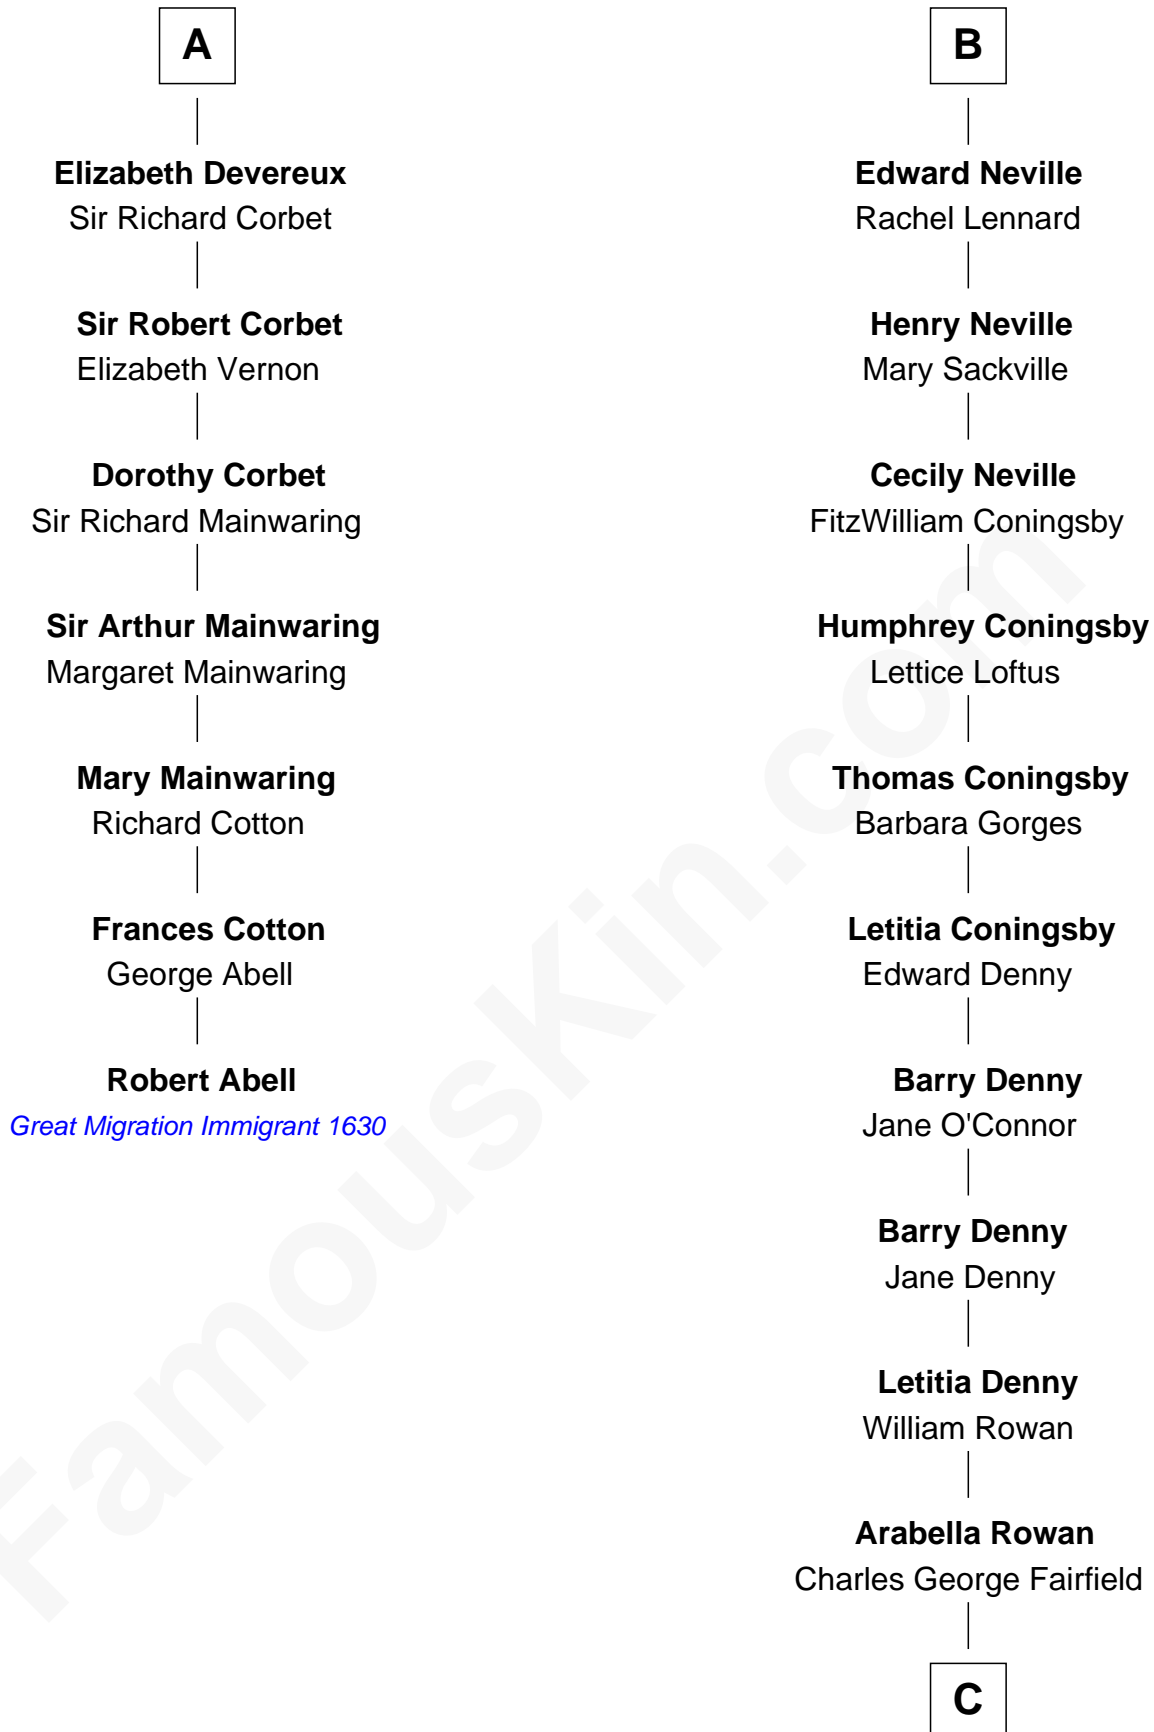 A
Elizabeth Devereux
Sir Richard Corbet
Sir Robert Corbet
Elizabeth Vernon
Dorothy Corbet
Sir Richard Mainwaring
Sir Arthur Mainwaring
Margaret Mainwaring
Mary Mainwaring
Richard Cotton
Frances Cotton
George Abell
Robert Abell
Great Migration Immigrant 1630
B
Edward Neville
Rachel Lennard
Henry Neville
Mary Sackville
Cecily Neville
FitzWilliam Coningsby
Humphrey Coningsby
Lettice Loftus
Thomas Coningsby
Barbara Gorges
Letitia Coningsby
Edward Denny
Barry Denny
Jane O'Connor
Barry Denny
Jane Denny
Letitia Denny
William Rowan
Arabella Rowan
Charles George Fairfield
C
FamousKin.com